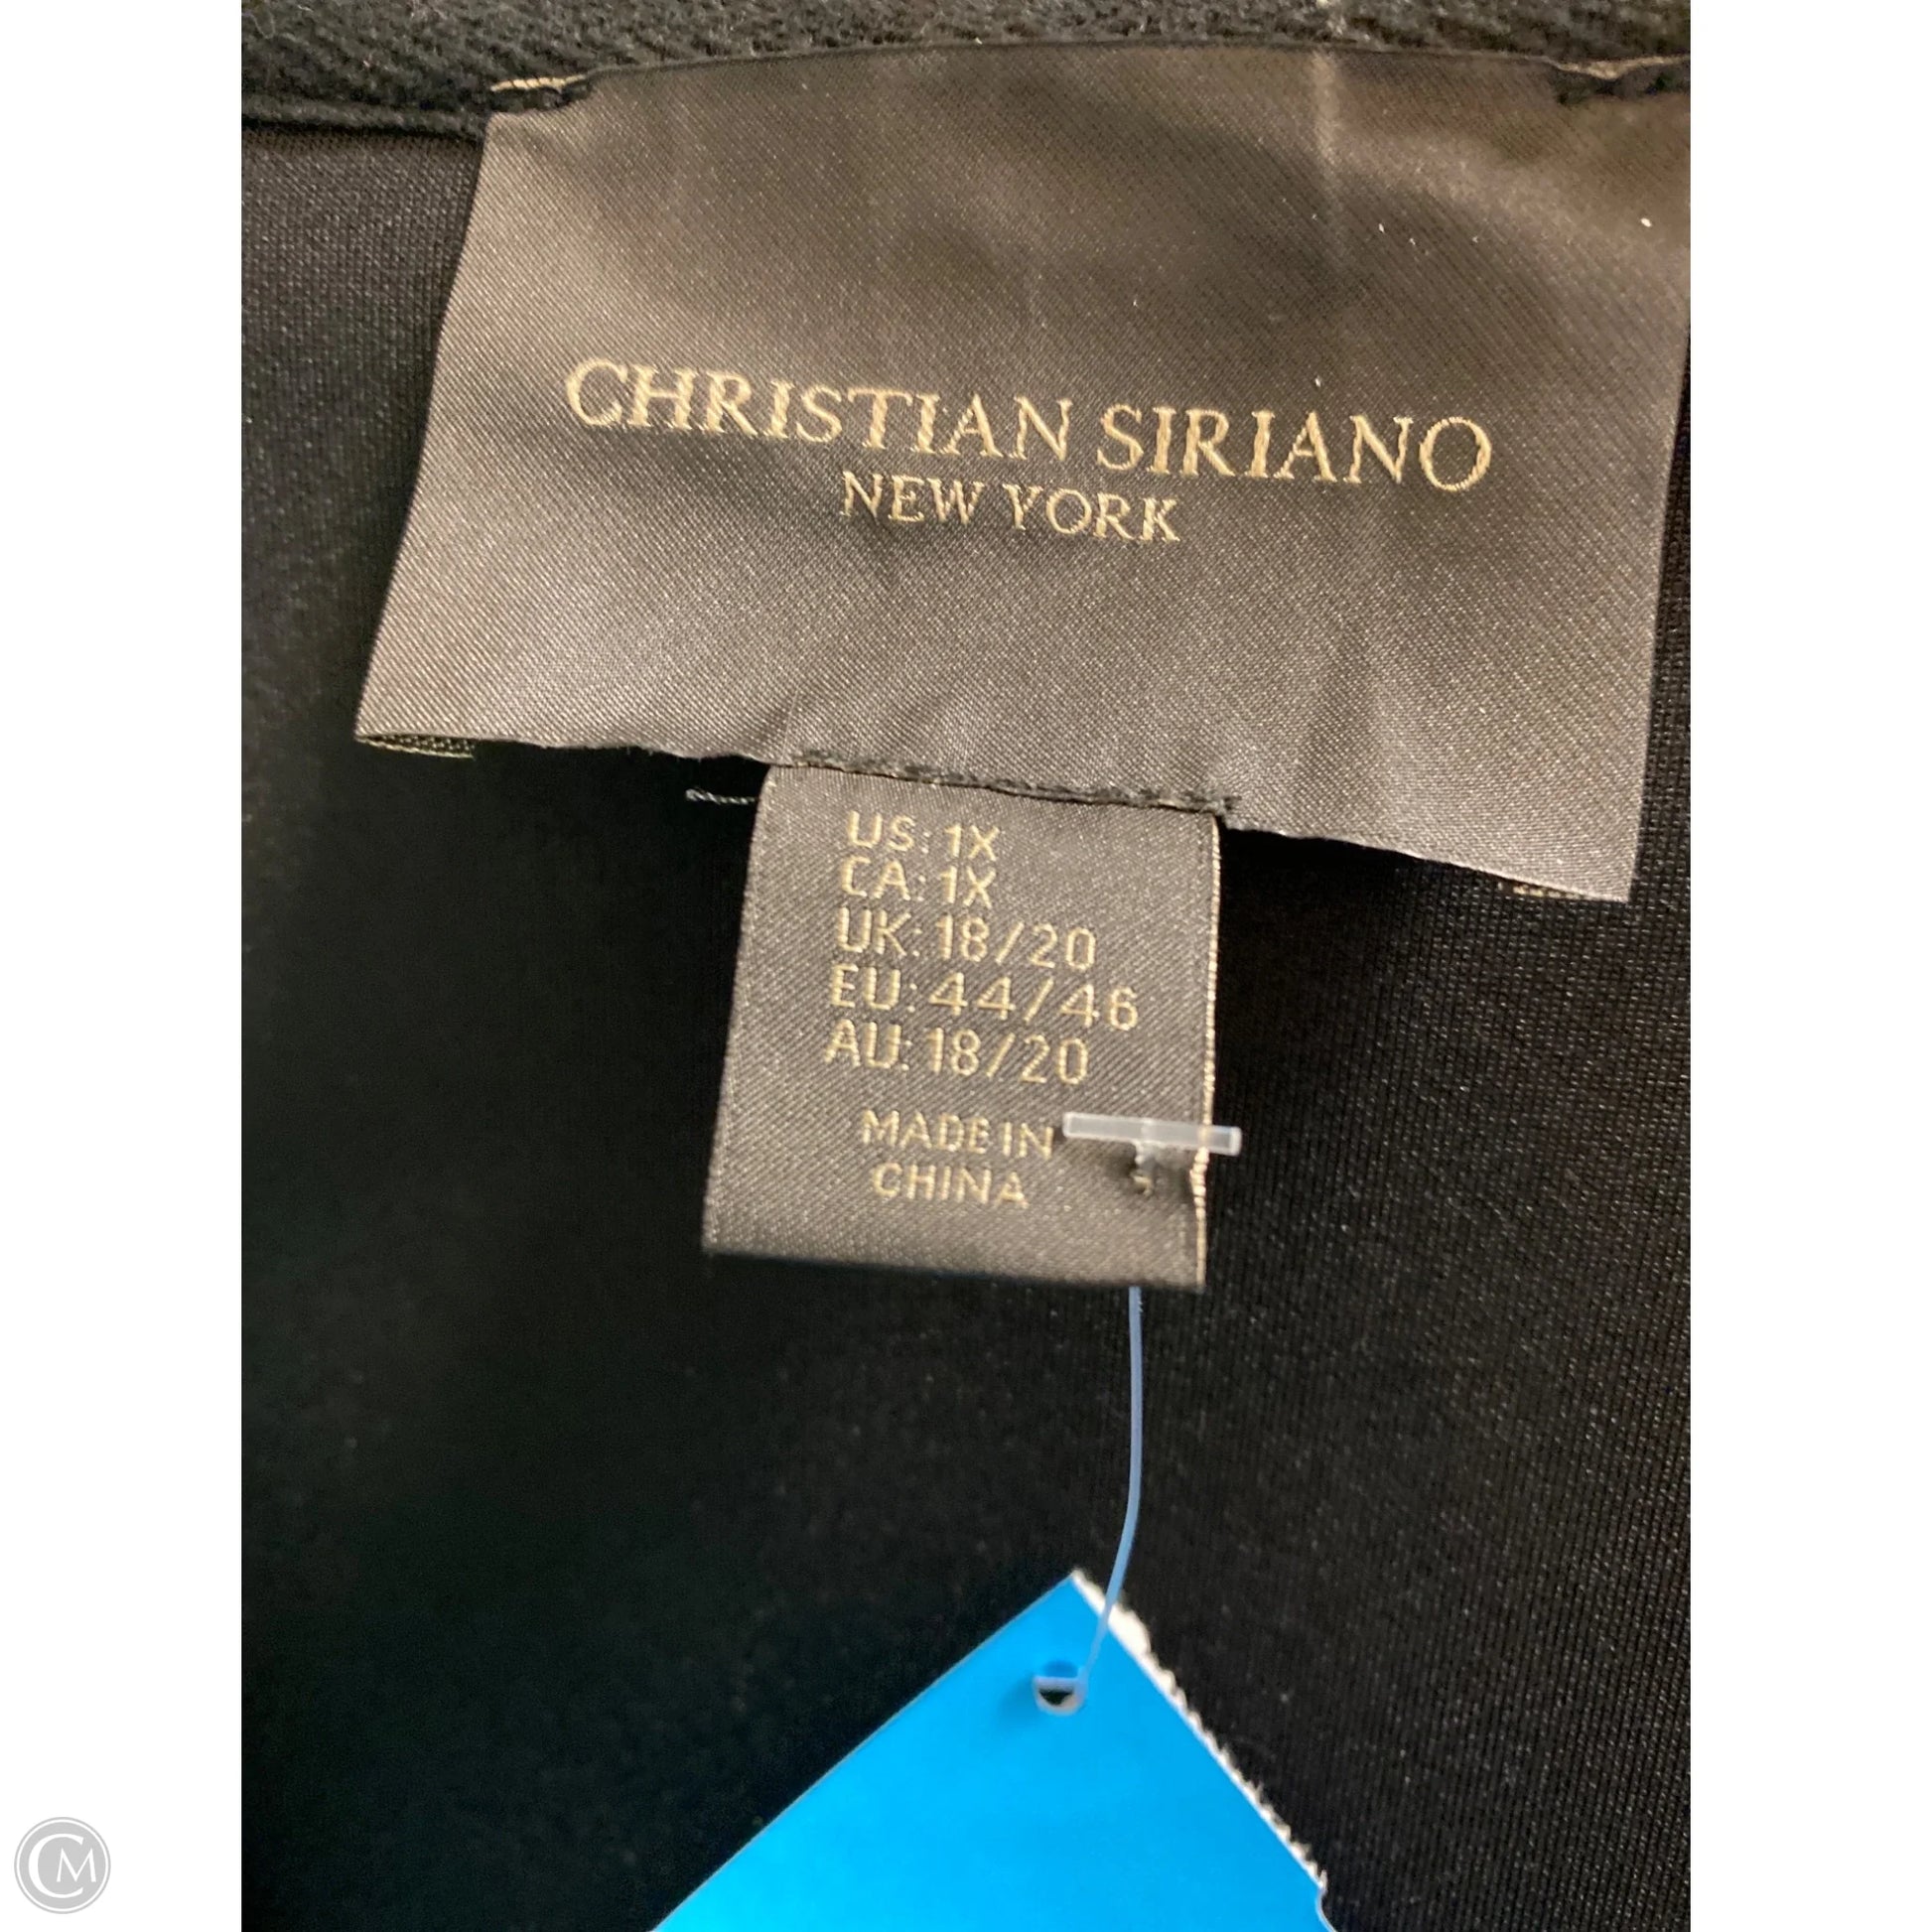 CHRISTIAN SIRIANO
NEW YORK
US: 1X
CA: 1X
UK: 18/20
EU: 44/46
AU: 18/20
MADE IN
CHINA
CM